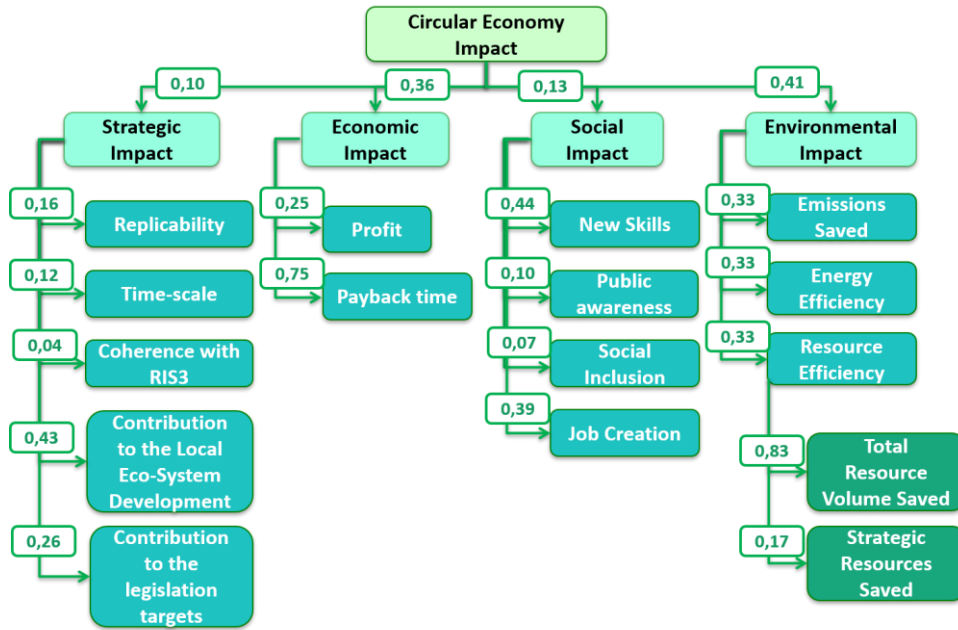 Circular Economy
Impact
0,10
0,36
0,13
0,41
Strategic
Impact
Economic
Impact
Social
Impact
Environmental
Impact
0,16
Replicability
0,12
Time-scale
0,04
Coherence with
RIS3
0,43
Contribution
to the Local
Eco-System
Development
0,26
Contribution
to the
legislation
targets
0,25
Profit
0,75
Payback time
0,44
New Skills
0,10
Public
awareness
0,07
Social
Inclusion
0,39
Job Creation
0,33
Emissions
Saved
0,33
Energy
Efficiency
0,33
Resource
Efficiency
0,83
Total
Resource
Volume Saved
0,17
Strategic
Resources
Saved